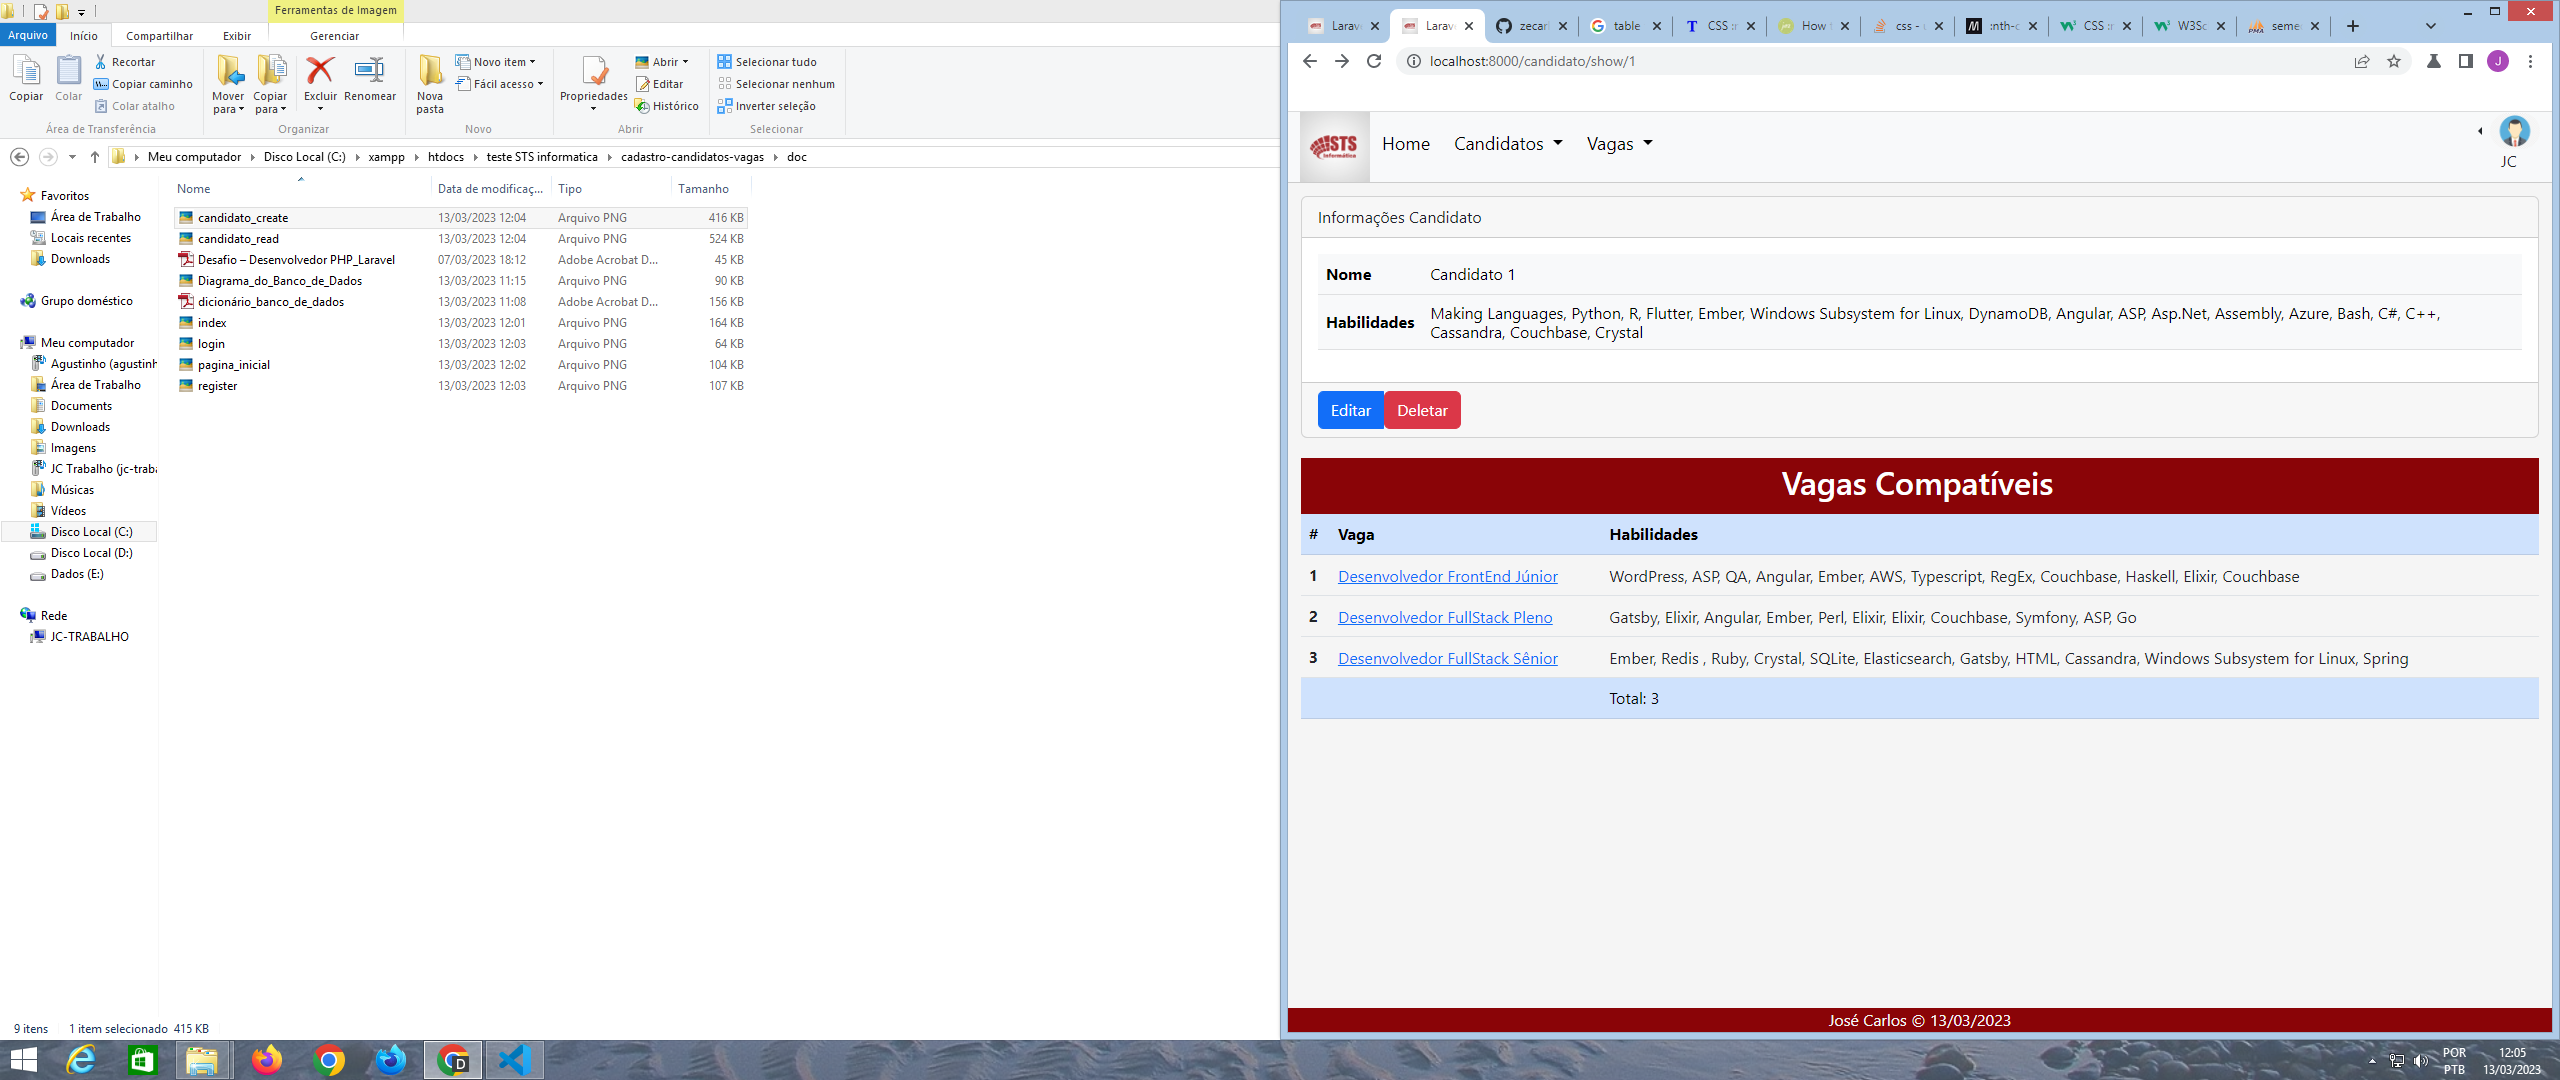 Ferramentas de Imagem
Arquivo Início Compartilhar Exibir Gerenciar
Copiar
Colar
Recortar
Copiar caminho
Colar atalho
Área de Transferência
Mover para
Copiar para
Excluir
Renomear
Organizar
Nova pasta
Novo item
Fácil acesso
Novo
Propriedades
Abrir
Editar
Histórico
Abrir
Selecionar tudo
Selecionar nenhum
Inverter seleção
Selecionar
Meu computador Disco Local (C:) xampp htdocs teste STS informatica cadastro-candidatos-vagas doc
Favoritos
Área de Trabalho
Locais recentes
Downloads
Grupo doméstico
Meu computador
Agustinho (agustinh
Área de Trabalho
Documents
Downloads
Imagens
JC Trabalho (jc-traba
Músicas
Vídeos
Disco Local (C:)
Disco Local (D:)
Dados (E:)
Rede
JC-TRABALHO
Nome Data de modificaç... Tipo Tamanho
candidato_create 13/03/2023 12:04 Arquivo PNG 416 KB
candidato_read 13/03/2023 12:04 Arquivo PNG 524 KB
Desafio – Desenvolvedor PHP_Laravel 07/03/2023 18:12 Adobe Acrobat D... 45 KB
Diagrama_do_Banco_de_Dados 13/03/2023 11:15 Arquivo PNG 90 KB
dicionário_banco_de_dados 13/03/2023 11:08 Adobe Acrobat D... 156 KB
index 13/03/2023 12:01 Arquivo PNG 164 KB
login 13/03/2023 12:03 Arquivo PNG 64 KB
pagina_inicial 13/03/2023 12:02 Arquivo PNG 104 KB
register 13/03/2023 12:03 Arquivo PNG 107 KB
9 itens 1 item selecionado 415 KB
Larav Larav zecar table CSS :r How css - :nth-c CSS :r W3Sc seme
localhost:8000/candidato/show/1
J
STS
Informática
Home Candidatos Vagas
JC
Informações Candidato
Nome Candidato 1
Habilidades Making Languages, Python, R, Flutter, Ember, Windows Subsystem for Linux, DynamoDB, Angular, ASP, Asp.Net, Assembly, Azure, Bash, C#, C++,
Cassandra, Couchbase, Crystal
Editar Deletar
Vagas Compatíveis
# Vaga Habilidades
1 Desenvolvedor FrontEnd Júnior WordPress, ASP, QA, Angular, Ember, AWS, Typescript, RegEx, Couchbase, Haskell, Elixir, Couchbase
2 Desenvolvedor FullStack Pleno Gatsby, Elixir, Angular, Ember, Perl, Elixir, Elixir, Couchbase, Symfony, ASP, Go
3 Desenvolvedor FullStack Sênior Ember, Redis , Ruby, Crystal, SQLite, Elasticsearch, Gatsby, HTML, Cassandra, Windows Subsystem for Linux, Spring
Total: 3
José Carlos © 13/03/2023
POR
PTB
12:05
13/03/2023